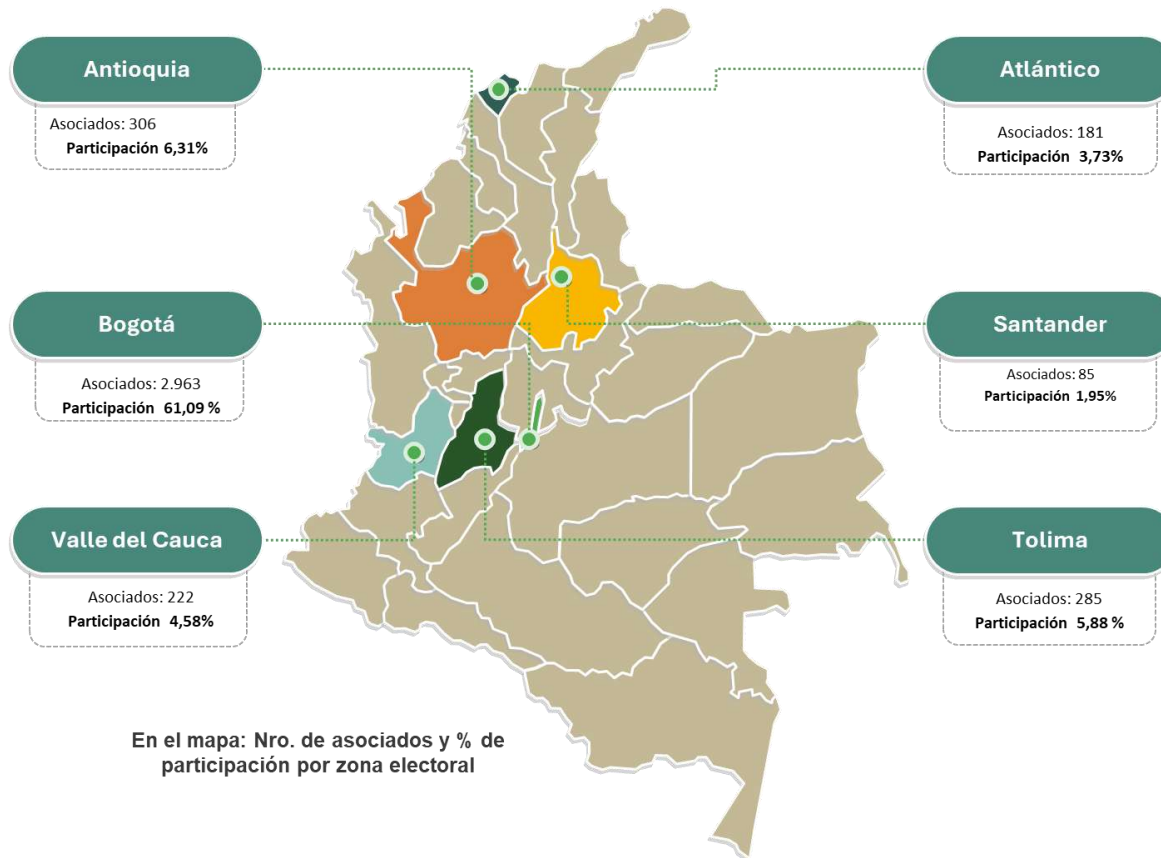 Antioquia
Asociados: 306
Participación 6,31%
Atlántico
Asociados: 181
Participación 3,73%
Bogotá
Asociados: 2.963
Participación 61,09 %
Santander
Asociados: 85
Participación 1,95%
Valle del Cauca
Asociados: 222
Participación 4,58%
Tolima
Asociados: 285
Participación 5,88 %
En el mapa: Nro. de asociados y % de
participación por zona electoral